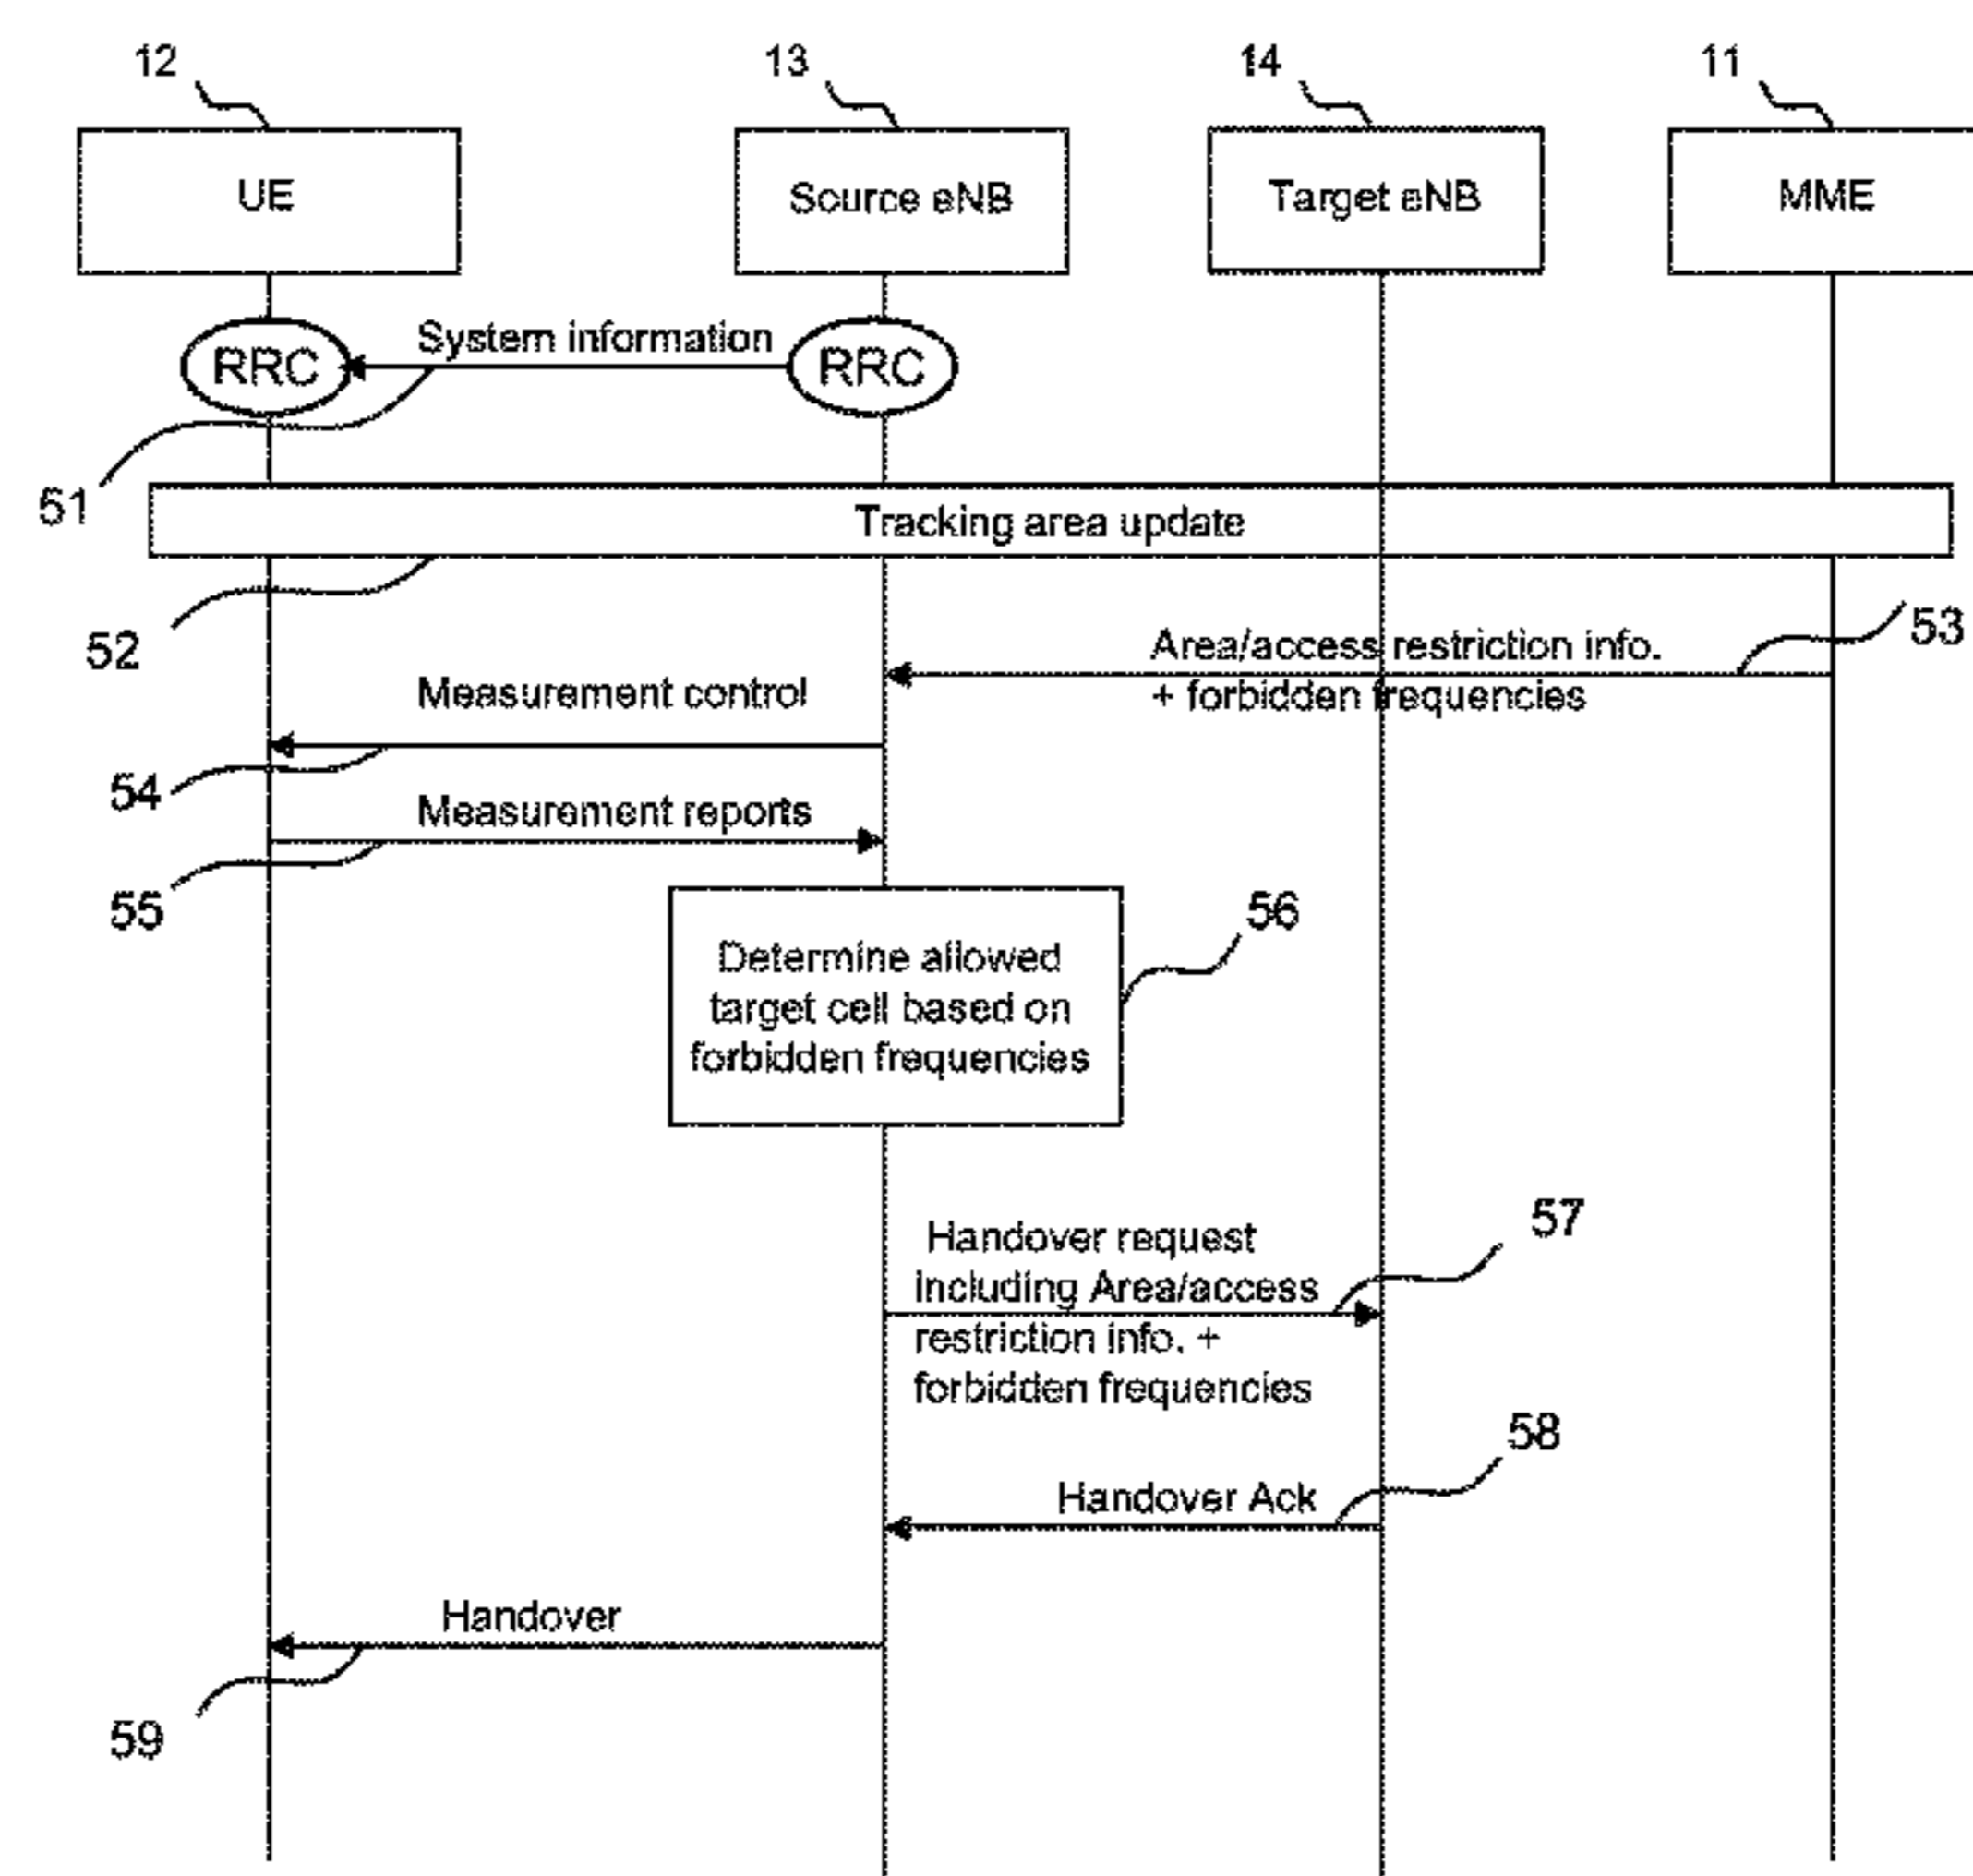 12
13
14
11
UE
Source eNB
Target eNB
MME
System information
RRC
RRC
51
Tracking area update
52
53
Area/access restriction info.
+ forbidden frequencies
Measurement control
54
Measurement reports
55
56
Determine allowed
target cell based on
forbidden frequencies
57
Handover request
including Area/access
restriction info. +
forbidden frequencies
58
Handover Ack
Handover
59